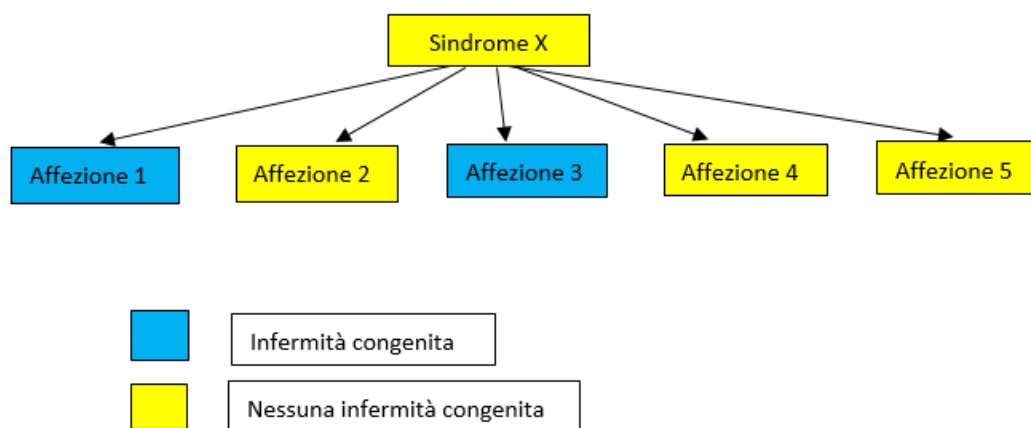 Sindrome X
Affezione 1
Affezione 2
Affezione 3
Affezione 4
Affezione 5
Infermità congenita
Nessuna infermità congenita